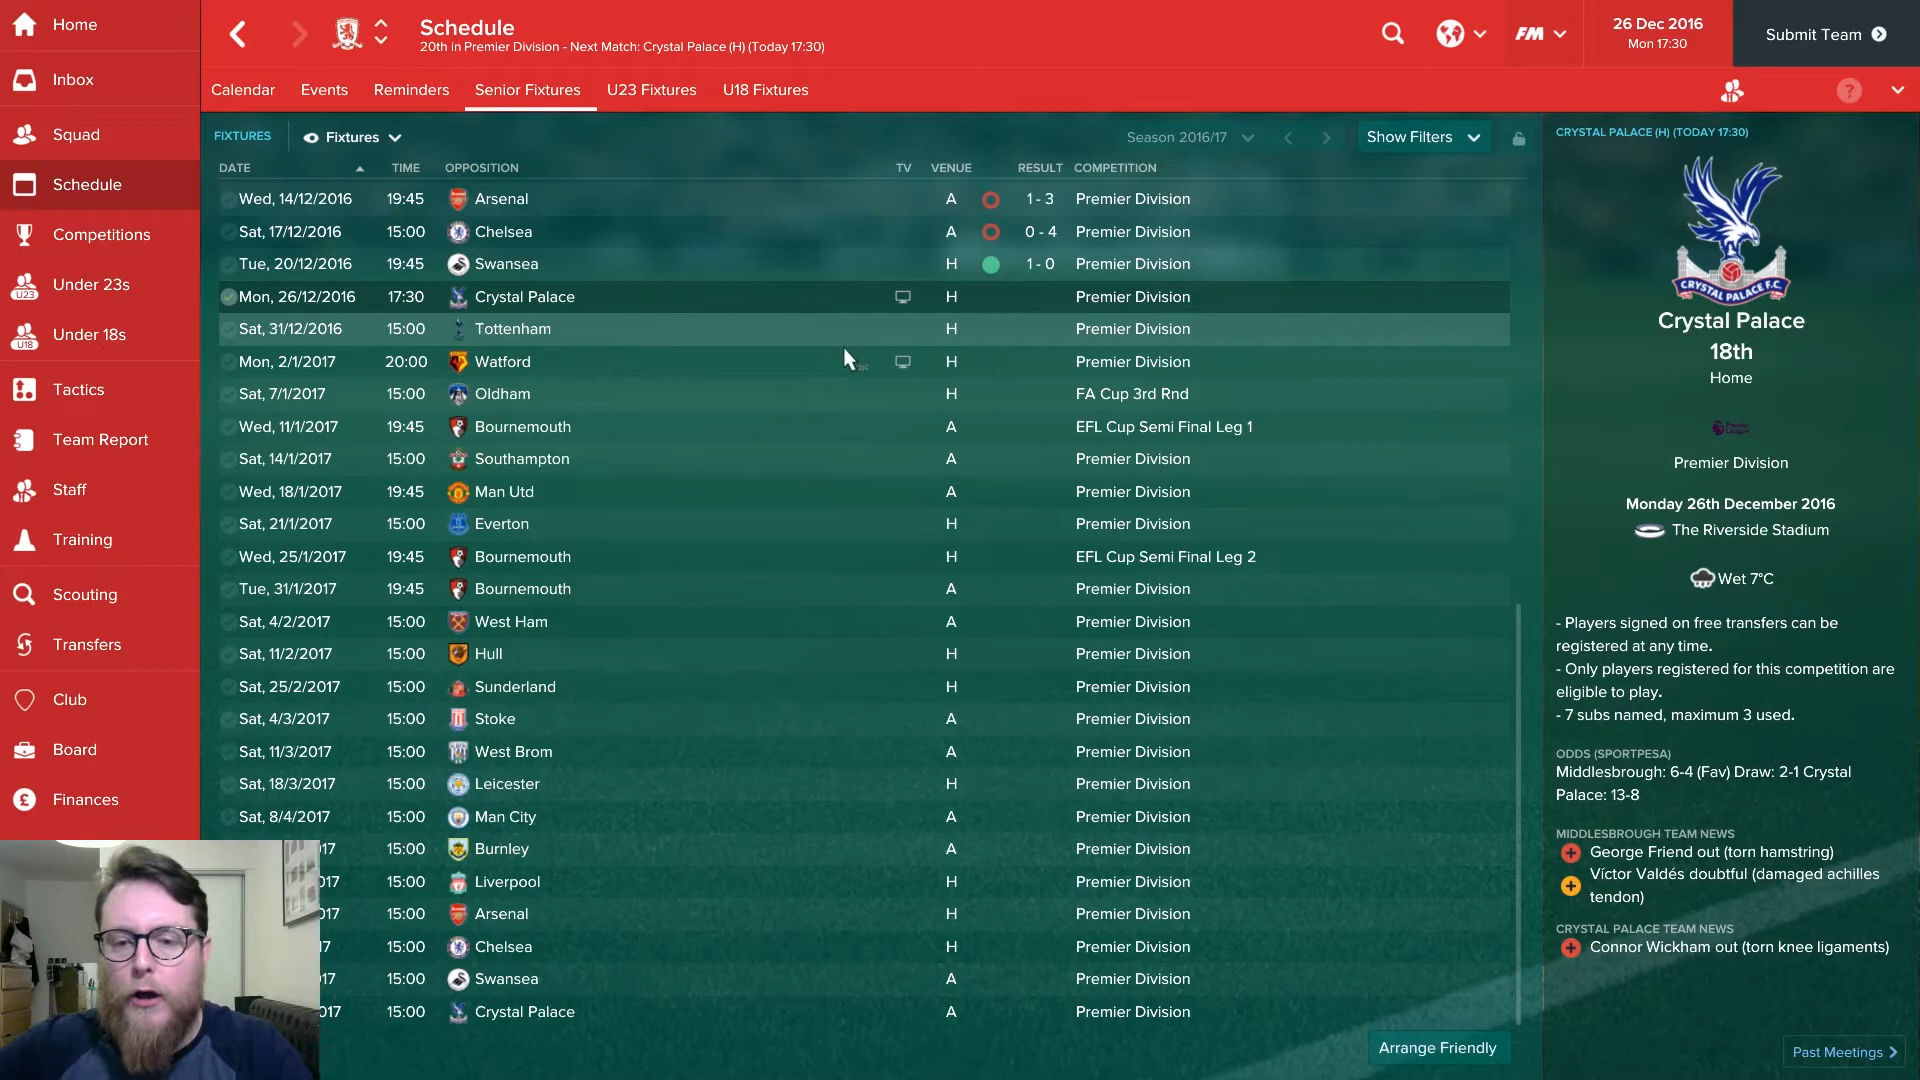 Home
Inbox
Squad
Schedule
Competitions
U23
Under 23s
U18
Under 18s
Tactics
Team Report
Staff
Training
Scouting
Transfers
Club
Board
£
Finances
Schedule
20th in Premier Division - Next Match: Crystal Palace (H) (Today 17:30)
FM
26 Dec 2016
Mon 17:30
Submit Team
Calendar Events Reminders Senior Fixtures U23 Fixtures U18 Fixtures
?
FIXTURES Fixtures Season 2016/17 Show Filters
DATE TIME OPPOSITION TV VENUE RESULT COMPETITION
Wed, 14/12/2016 19:45 Arsenal A 1 - 3 Premier Division
Sat, 17/12/2016 15:00 Chelsea A 0 - 4 Premier Division
Tue, 20/12/2016 19:45 Swansea H 1 - 0 Premier Division
Mon, 26/12/2016 17:30 Crystal Palace H Premier Division
Sat, 31/12/2016 15:00 Tottenham H Premier Division
Mon, 2/1/2017 20:00 Watford H Premier Division
Sat, 7/1/2017 15:00 Oldham H FA Cup 3rd Rnd
Wed, 11/1/2017 19:45 Bournemouth A EFL Cup Semi Final Leg 1
Sat, 14/1/2017 15:00 Southampton A Premier Division
Wed, 18/1/2017 19:45 Man Utd A Premier Division
Sat, 21/1/2017 15:00 Everton H Premier Division
Wed, 25/1/2017 19:45 Bournemouth H EFL Cup Semi Final Leg 2
Tue, 31/1/2017 19:45 Bournemouth A Premier Division
Sat, 4/2/2017 15:00 West Ham A Premier Division
Sat, 11/2/2017 15:00 Hull H Premier Division
Sat, 25/2/2017 15:00 Sunderland H Premier Division
Sat, 4/3/2017 15:00 Stoke A Premier Division
Sat, 11/3/2017 15:00 West Brom A Premier Division
Sat, 18/3/2017 15:00 Leicester H Premier Division
Sat, 8/4/2017 15:00 Man City A Premier Division
17 15:00 Burnley A Premier Division
017 15:00 Liverpool H Premier Division
017 15:00 Arsenal H Premier Division
17 15:00 Chelsea H Premier Division
17 15:00 Swansea A Premier Division
017 15:00 Crystal Palace A Premier Division
Arrange Friendly
CRYSTAL PALACE (H) (TODAY 17:30)
CRYSTAL PALACE F.C.
Crystal Palace
18th
Home
Premier
League
Premier Division
Monday 26th December 2016
The Riverside Stadium
Wet 7°C
- Players signed on free transfers can be
registered at any time.
- Only players registered for this competition are
eligible to play.
- 7 subs named, maximum 3 used.
ODDS (SPORTPESA)
Middlesbrough: 6-4 (Fav) Draw: 2-1 Crystal
Palace: 13-8
MIDDLESBROUGH TEAM NEWS
George Friend out (torn hamstring)
Víctor Valdés doubtful (damaged achilles
tendon)
CRYSTAL PALACE TEAM NEWS
Connor Wickham out (torn knee ligaments)
Past Meetings